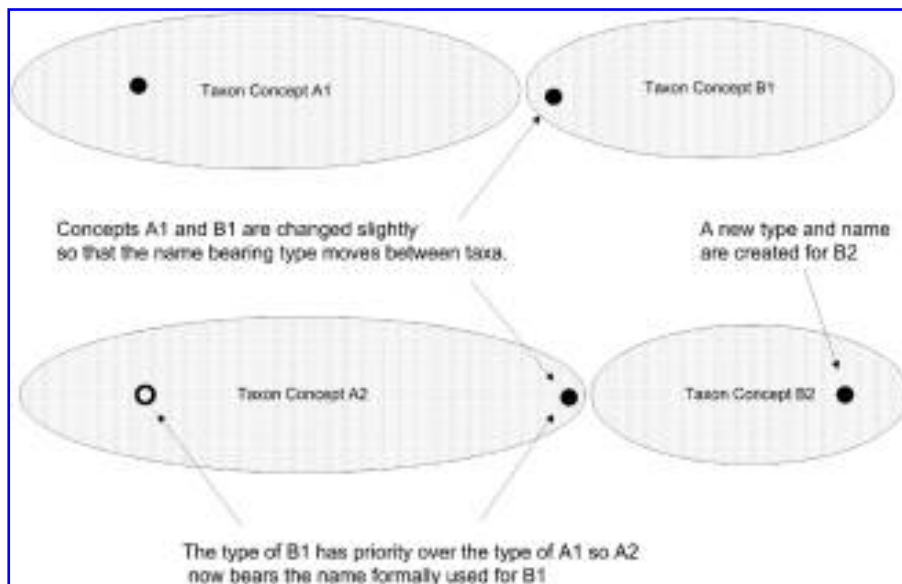 Taxon Concept A1
Taxon Concept B1
Concepts A1 and B1 are changed slightly
so that the name bearing type moves between taxa.
A new type and name
are created for B2
Taxon Concept A2
Taxon Concept B2
The type of B1 has priority over the type of A1 so A2
now bears the name formally used for B1